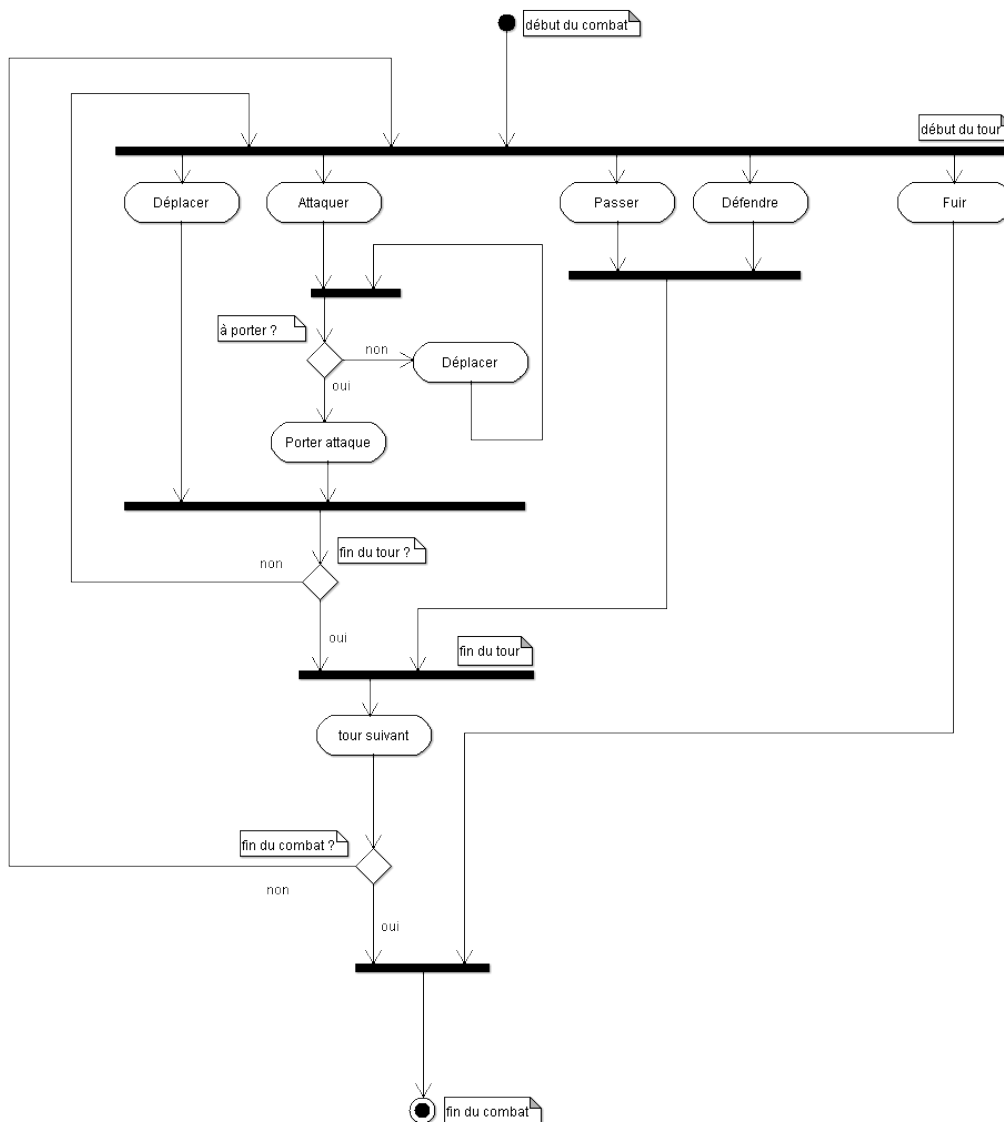 début du combat
début du tour
Déplacer
Attaquer
Passer
Défendre
Fuir
à porter ?
non
Déplacer
oui
Porter attaque
fin du tour ?
non
oui
fin du tour
tour suivant
fin du combat ?
non
oui
fin du combat